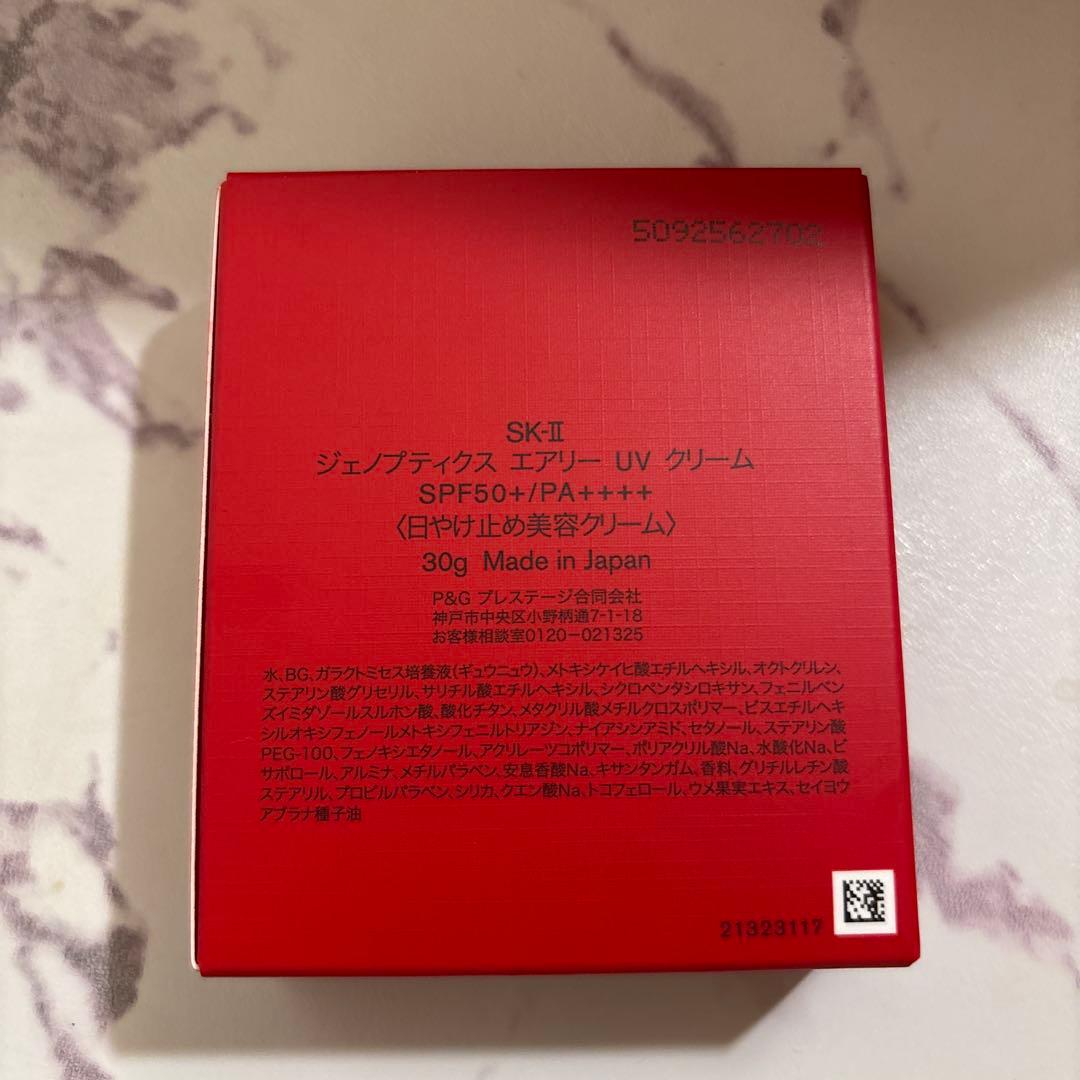 5092562702
SK-Ⅱ
ジェノプティクス エアリー UV クリーム
SPF50+/PA++++
〈日やけ止め美容クリーム〉
30g Made in Japan
P&G プレステージ合同会社
神戸市中央区小野柄通7-1-18
お客様相談室0120-021325
水、BG、ガラクトミセス培養液(ギュウニュウ)、メトキシケイヒ酸エチルヘキシル、オクトクリレン、
ステアリン酸グリセリル、サリチル酸エチルヘキシル、シクロペンタシロキサン、フェニルベン
ズイミダゾールスルホン酸、酸化チタン、メタクリル酸メチルクロスポリマー、ビスエチルヘキ
シルオキシフェノールメトキシフェニルトリアジン、ナイアシンアミド、セタノール、ステアリン酸
PEG-100、フェノキシエタノール、アクリレーツコポリマー、ポリアクリル酸Na、水酸化Na、ビ
サボロール、アルミナ、メチルパラベン、安息香酸Na、キサンタンガム、香料、グリチルレチン酸
ステアリル、プロピルパラベン、シリカ、クエン酸Na、トコフェロール、ウメ果実エキス、セイヨウ
アブラナ種子油
21323117